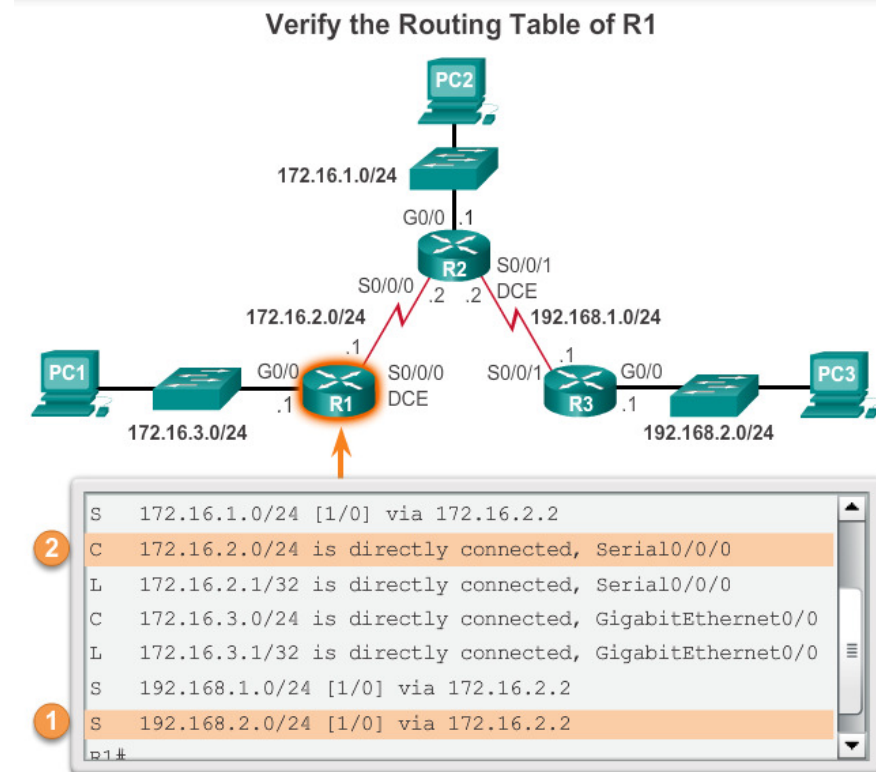 Verify the Routing Table of R1
PC2
172.16.1.0/24
G0/0 .1
R2
S0/0/1
DCE
S0/0/0 .2 .2
172.16.2.0/24
192.168.1.0/24
.1
.1
PC1
G0/0
.1
R1
S0/0/0
DCE
S0/0/1
R3
G0/0
.1
PC3
172.16.3.0/24
192.168.2.0/24
S 172.16.1.0/24 [1/0] via 172.16.2.2
2 C 172.16.2.0/24 is directly connected, Serial0/0/0
L 172.16.2.1/32 is directly connected, Serial0/0/0
C 172.16.3.0/24 is directly connected, GigabitEthernet0/0
L 172.16.3.1/32 is directly connected, GigabitEthernet0/0
S 192.168.1.0/24 [1/0] via 172.16.2.2
1 S 192.168.2.0/24 [1/0] via 172.16.2.2
R1#